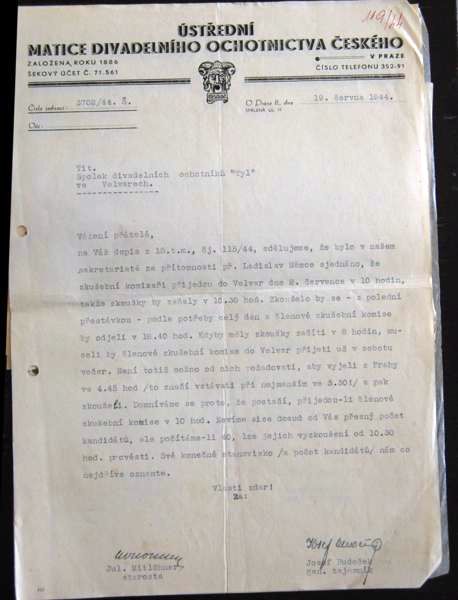 119/44
ÚSTŘEDNÍ
MATICE DIVADELNÍHO OCHOTNICTVA ČESKÉHO
ZALOŽENA ROKU 1886
V PRAZE
ŠEKOVÝ ÚČET Č. 71.561
ČÍSLO TELEFONU 352-91
Číslo jednací: 2702/44. Š.
V Praze II, dne 19. června 1944.
Věc:
Tit.
Spolek divadelních ochotníků "Tyl"
ve Velvarech.
Vážení přátelé,
na Váš dopis z 15.t.m., čj. 115/44, sdělujeme, že bylo v našem
sekretariátě za přítomnosti př. Ladislav Němce sjednáno, že
zkušební komisaři přijedou do Velvar dne 2. července v 10 hodin,
takže zkoušky by začaly v 10.30 hod. Zkoušelo by se - s polední
přestávkou - podle potřeby celý den a členové zkušební komise
by odjeli v 18.40 hod. Kdyby měly zkoušky začíti v 8 hodin, mu-
seli by členové zkušební komise do Velvar přijeti už v sobotu
večer. Není totiž možno od nich požadovati, aby vyjeli z Prahy
ve 4.45 hod /to značí vstávati při nejmenším ve 3.30!/ a pak
zkoušeli. Domníváme se proto, že postačí, přijedou-li členové
zkušební komise v 10 hod. Nevíme sice dosud od Vás přesný počet
kandidátů, ale počítáme-li 40, lze jejich vyzkoušení od 10.30
hod. provésti. Své konečné stanovisko /a počet kandidátů/ nám co
nejdříve oznamte.
Vlasti zdar!
Za:
Jul. Mitlöhner
starosta
Josef Hudeček
gen. tajemník